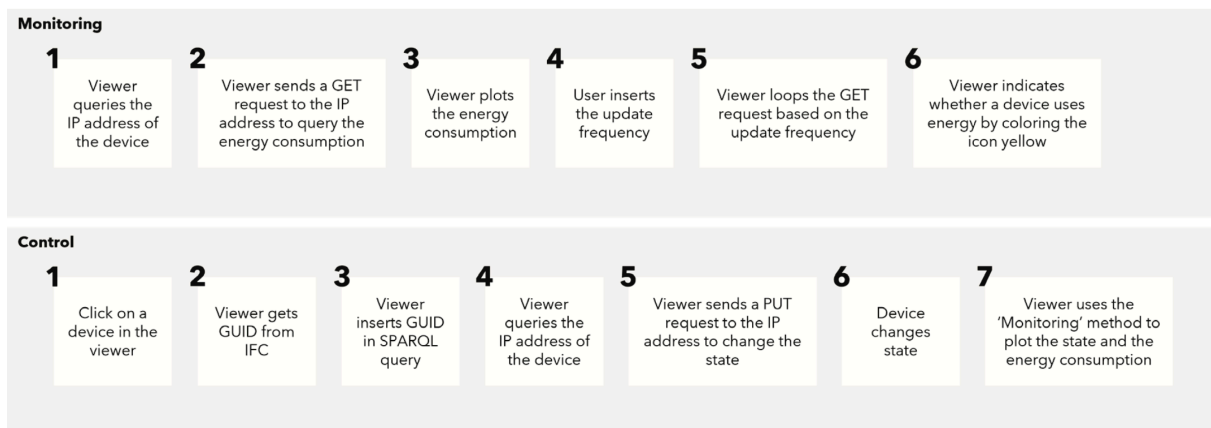 Monitoring
1
Viewer
queries the
IP address of
the device
2
Viewer sends a GET
request to the IP
address to query the
energy consumption
3
Viewer plots
the energy
consumption
4
User inserts
the update
frequency
5
Viewer loops the GET
request based on the
update frequency
6
Viewer indicates
whether a device uses
energy by coloring the
icon yellow
Control
1
Click on a
device in the
viewer
2
Viewer gets
GUID from
IFC
3
Viewer
inserts GUID
in SPARQL
query
4
Viewer
queries the
IP address of
the device
5
Viewer sends a PUT
request to the IP
address to change the
state
6
Device
changes
state
7
Viewer uses the
'Monitoring' method to
plot the state and the
energy consumption